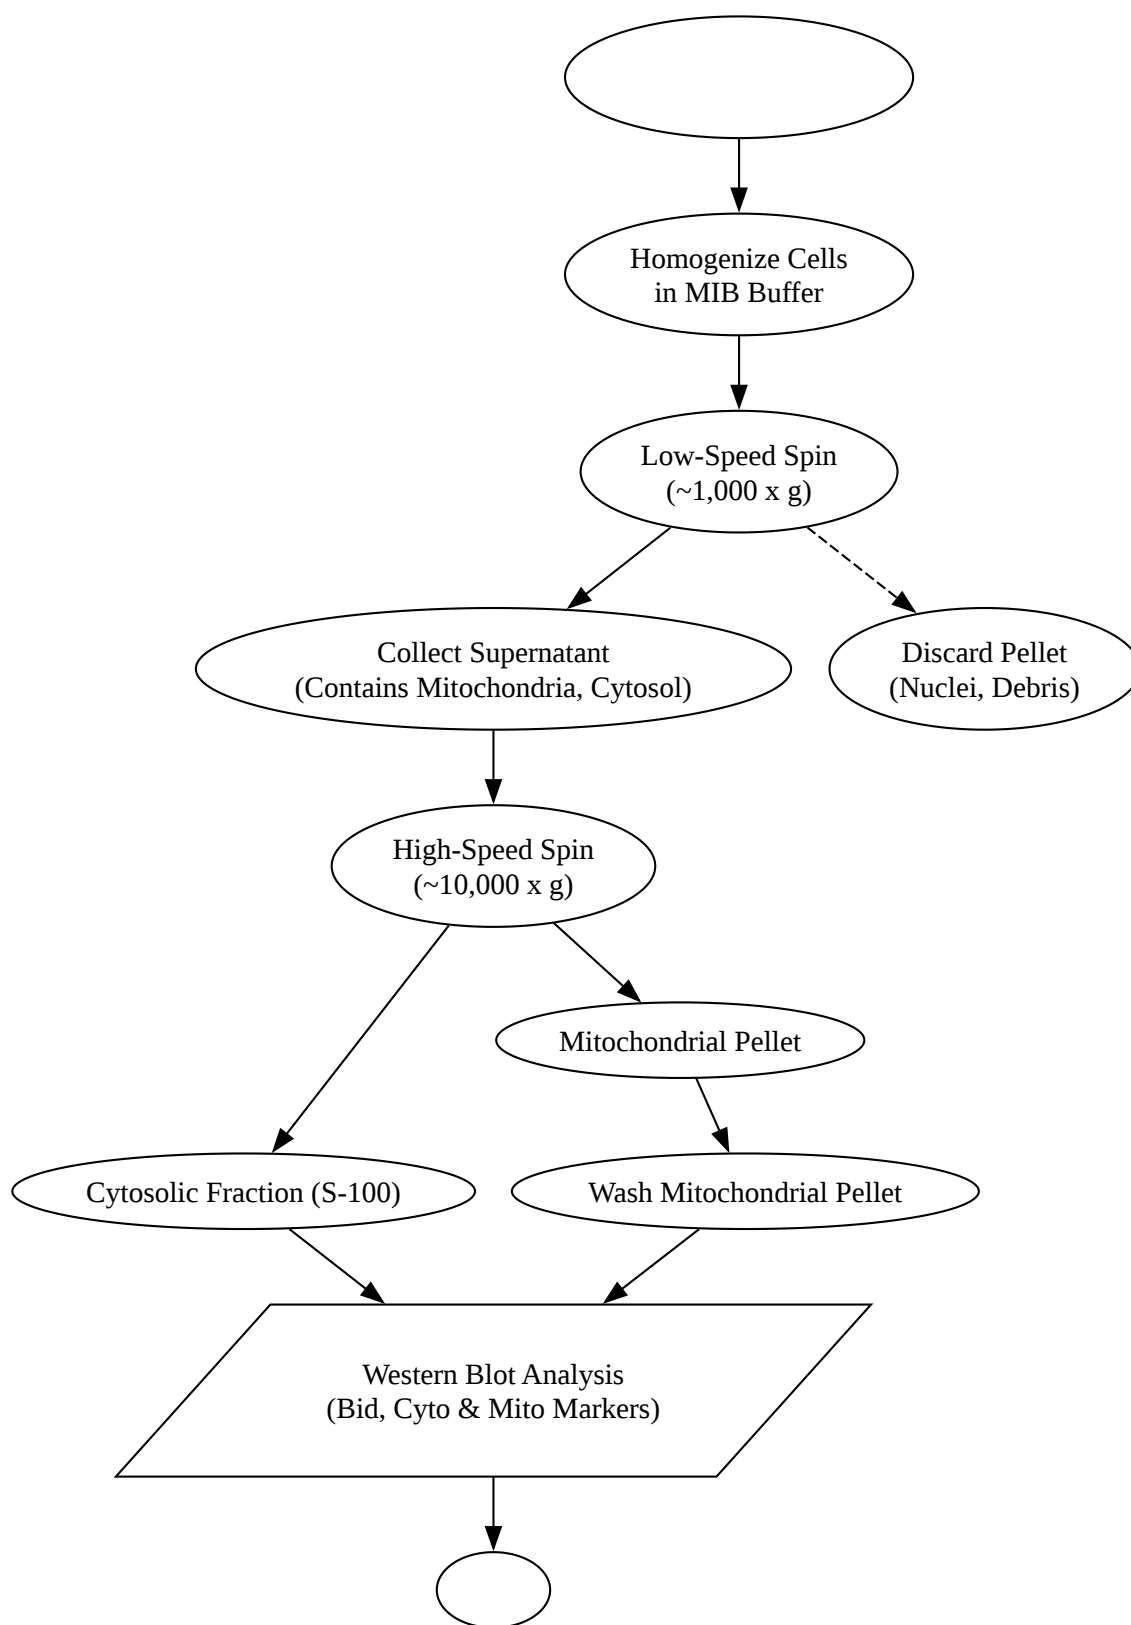 Homogenize Cells
in MIB Buffer
Low-Speed Spin
(~1,000 x g)
Collect Supernatant
(Contains Mitochondria, Cytosol)
Discard Pellet
(Nuclei, Debris)
High-Speed Spin
(~10,000 x g)
Mitochondrial Pellet
Cytosolic Fraction (S-100)
Wash Mitochondrial Pellet
Western Blot Analysis
(Bid, Cyto & Mito Markers)